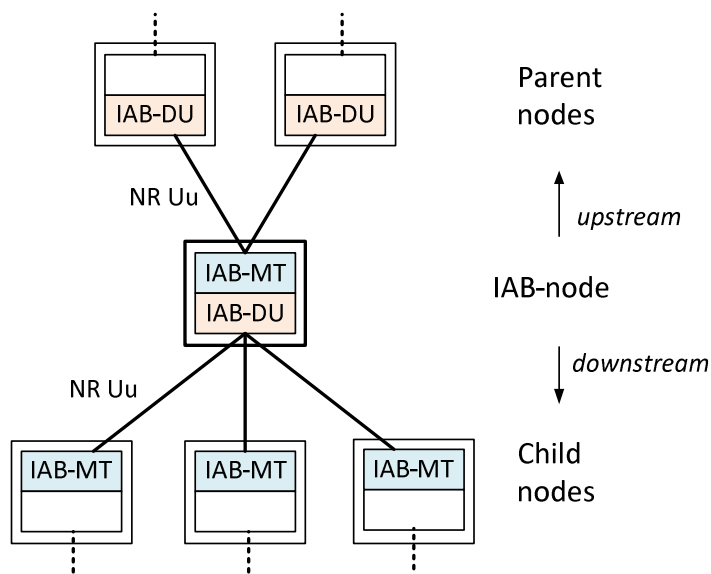 IAB-DU
IAB-DU
Parent
nodes
NR Uu
upstream
IAB-MT
IAB-DU
IAB-node
downstream
NR Uu
IAB-MT
IAB-MT
IAB-MT
Child
nodes